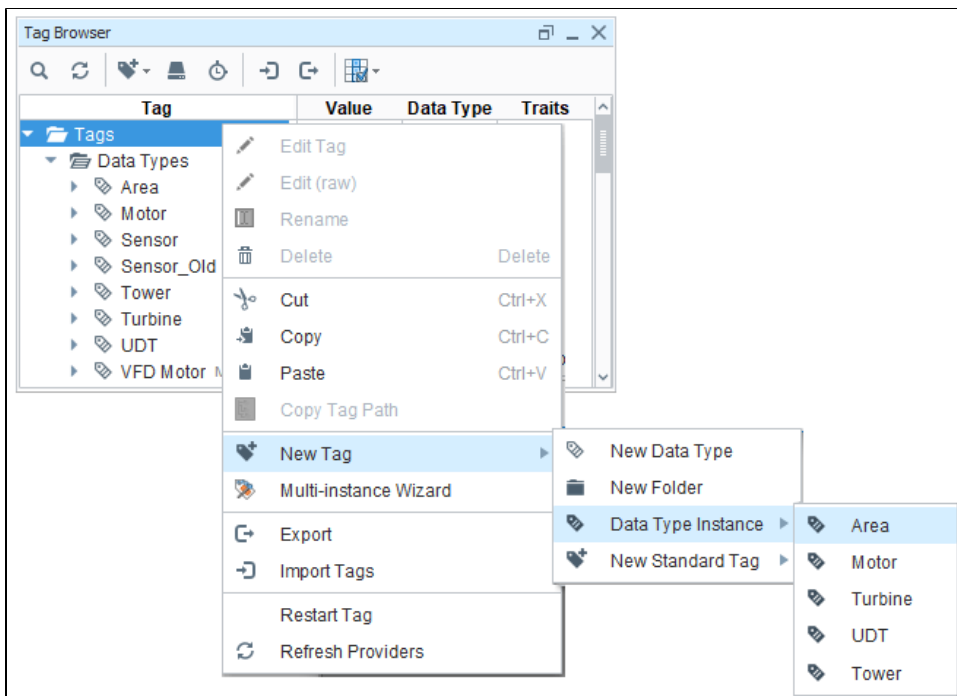 Tag Browser
Tag Value Data Type Traits
Tags
Data Types
Area
Motor
Sensor
Sensor_Old
Tower
Turbine
UDT
VFD Motor
Edit Tag
Edit (raw)
Rename
Delete Delete
Cut Ctrl+X
Copy Ctrl+C
Paste Ctrl+V
Copy Tag Path
New Tag
Multi-instance Wizard
Export
Import Tags
Restart Tag
Refresh Providers
New Data Type
New Folder
Data Type Instance
New Standard Tag
Area
Motor
Turbine
UDT
Tower